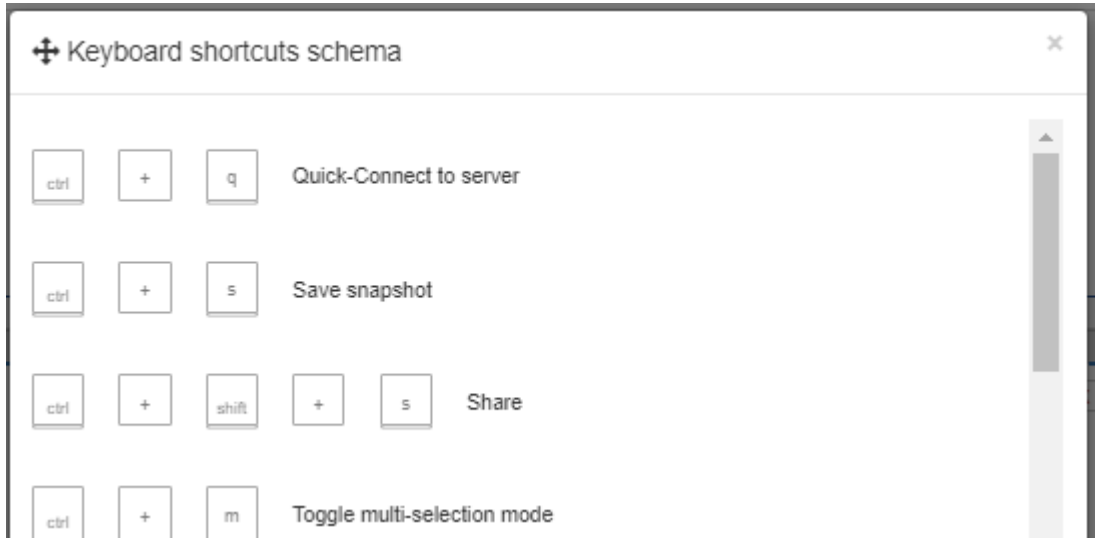 Keyboard shortcuts schema ×
ctrl + q Quick-Connect to server
ctrl + s Save snapshot
ctrl + shift + s Share
ctrl + m Toggle multi-selection mode